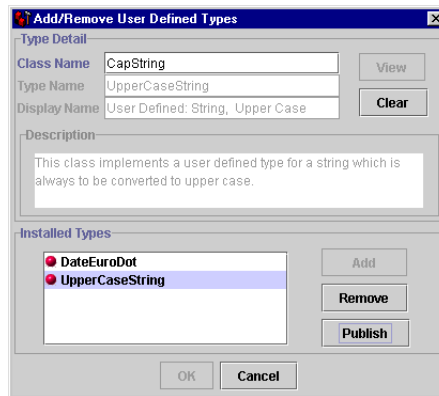 Add/Remove User Defined Types
Type Detail
Class Name CapString View
Type Name UpperCaseString
Display Name User Defined: String, Upper Case Clear
Description
This class implements a user defined type for a string which is
always to be converted to upper case.
Installed Types
DateEuroDot Add
UpperCaseString
Remove
Publish
OK Cancel